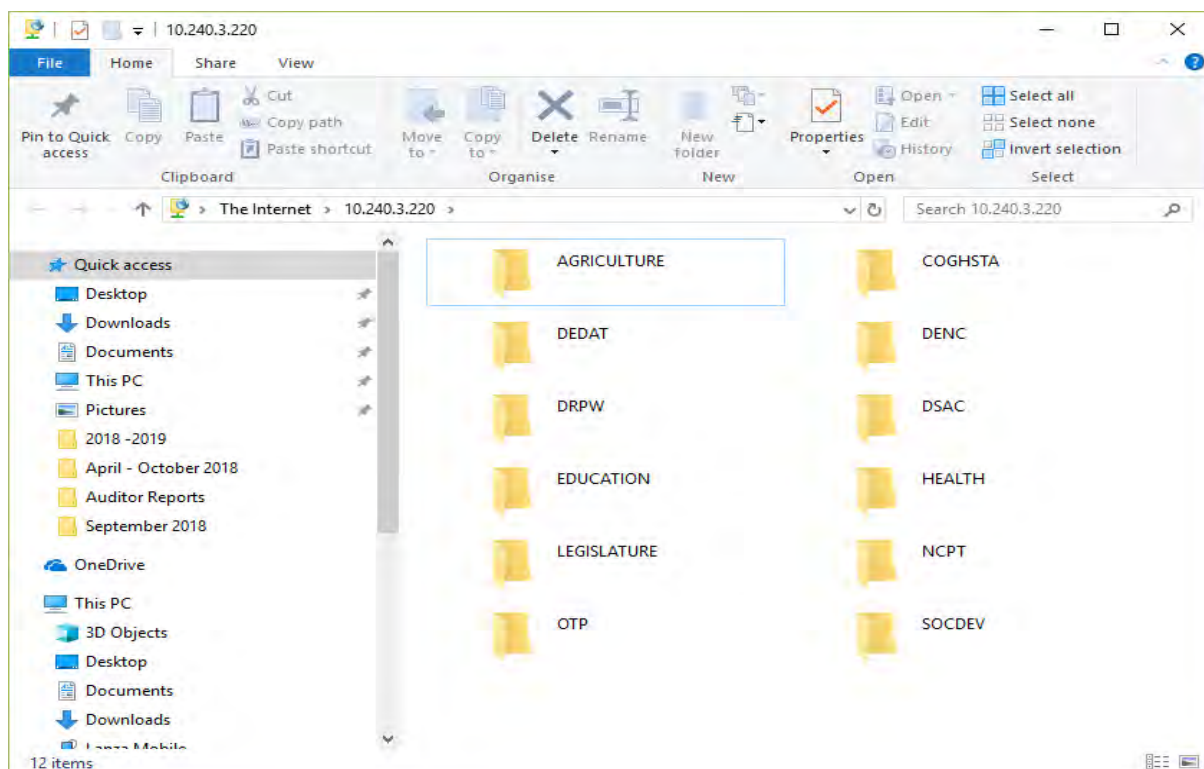 10.240.3.220
File Home Share View
Pin to Quick access
Copy
Paste
Cut
Copy path
Paste shortcut
Clipboard
Move to
Copy to
Delete
Rename
Organise
New folder
New
Properties
Open
Edit
History
Open
Select all
Select none
Invert selection
Select
The Internet > 10.240.3.220 >
Search 10.240.3.220
Quick access
Desktop
Downloads
Documents
This PC
Pictures
2018 -2019
April - October 2018
Auditor Reports
September 2018
OneDrive
This PC
3D Objects
Desktop
Documents
Downloads
AGRICULTURE
COGHSTA
DEDAT
DENC
DRPW
DSAC
EDUCATION
HEALTH
LEGISLATURE
NCPT
OTP
SOCDEV
12 items